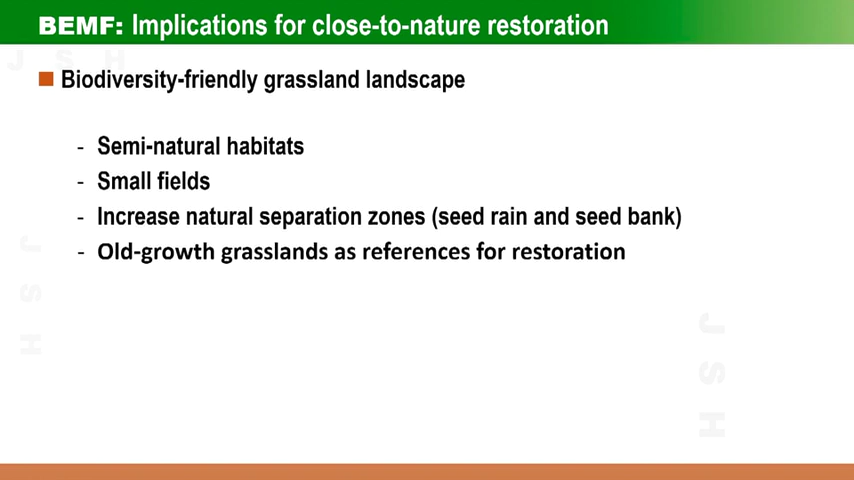 BEMF: Implications for close-to-nature restoration
J S H
Biodiversity-friendly grassland landscape
- Semi-natural habitats
- Small fields
- Increase natural separation zones (seed rain and seed bank)
- Old-growth grasslands as references for restoration
J S H
J S H